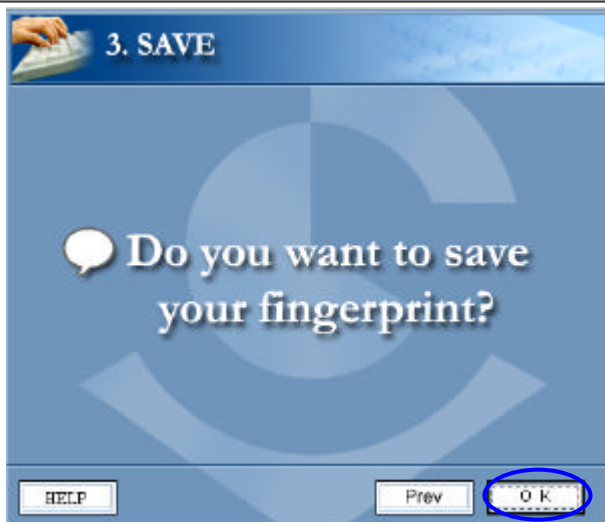 3. SAVE
Do you want to save
your fingerprint?
HELP
Prev
O K